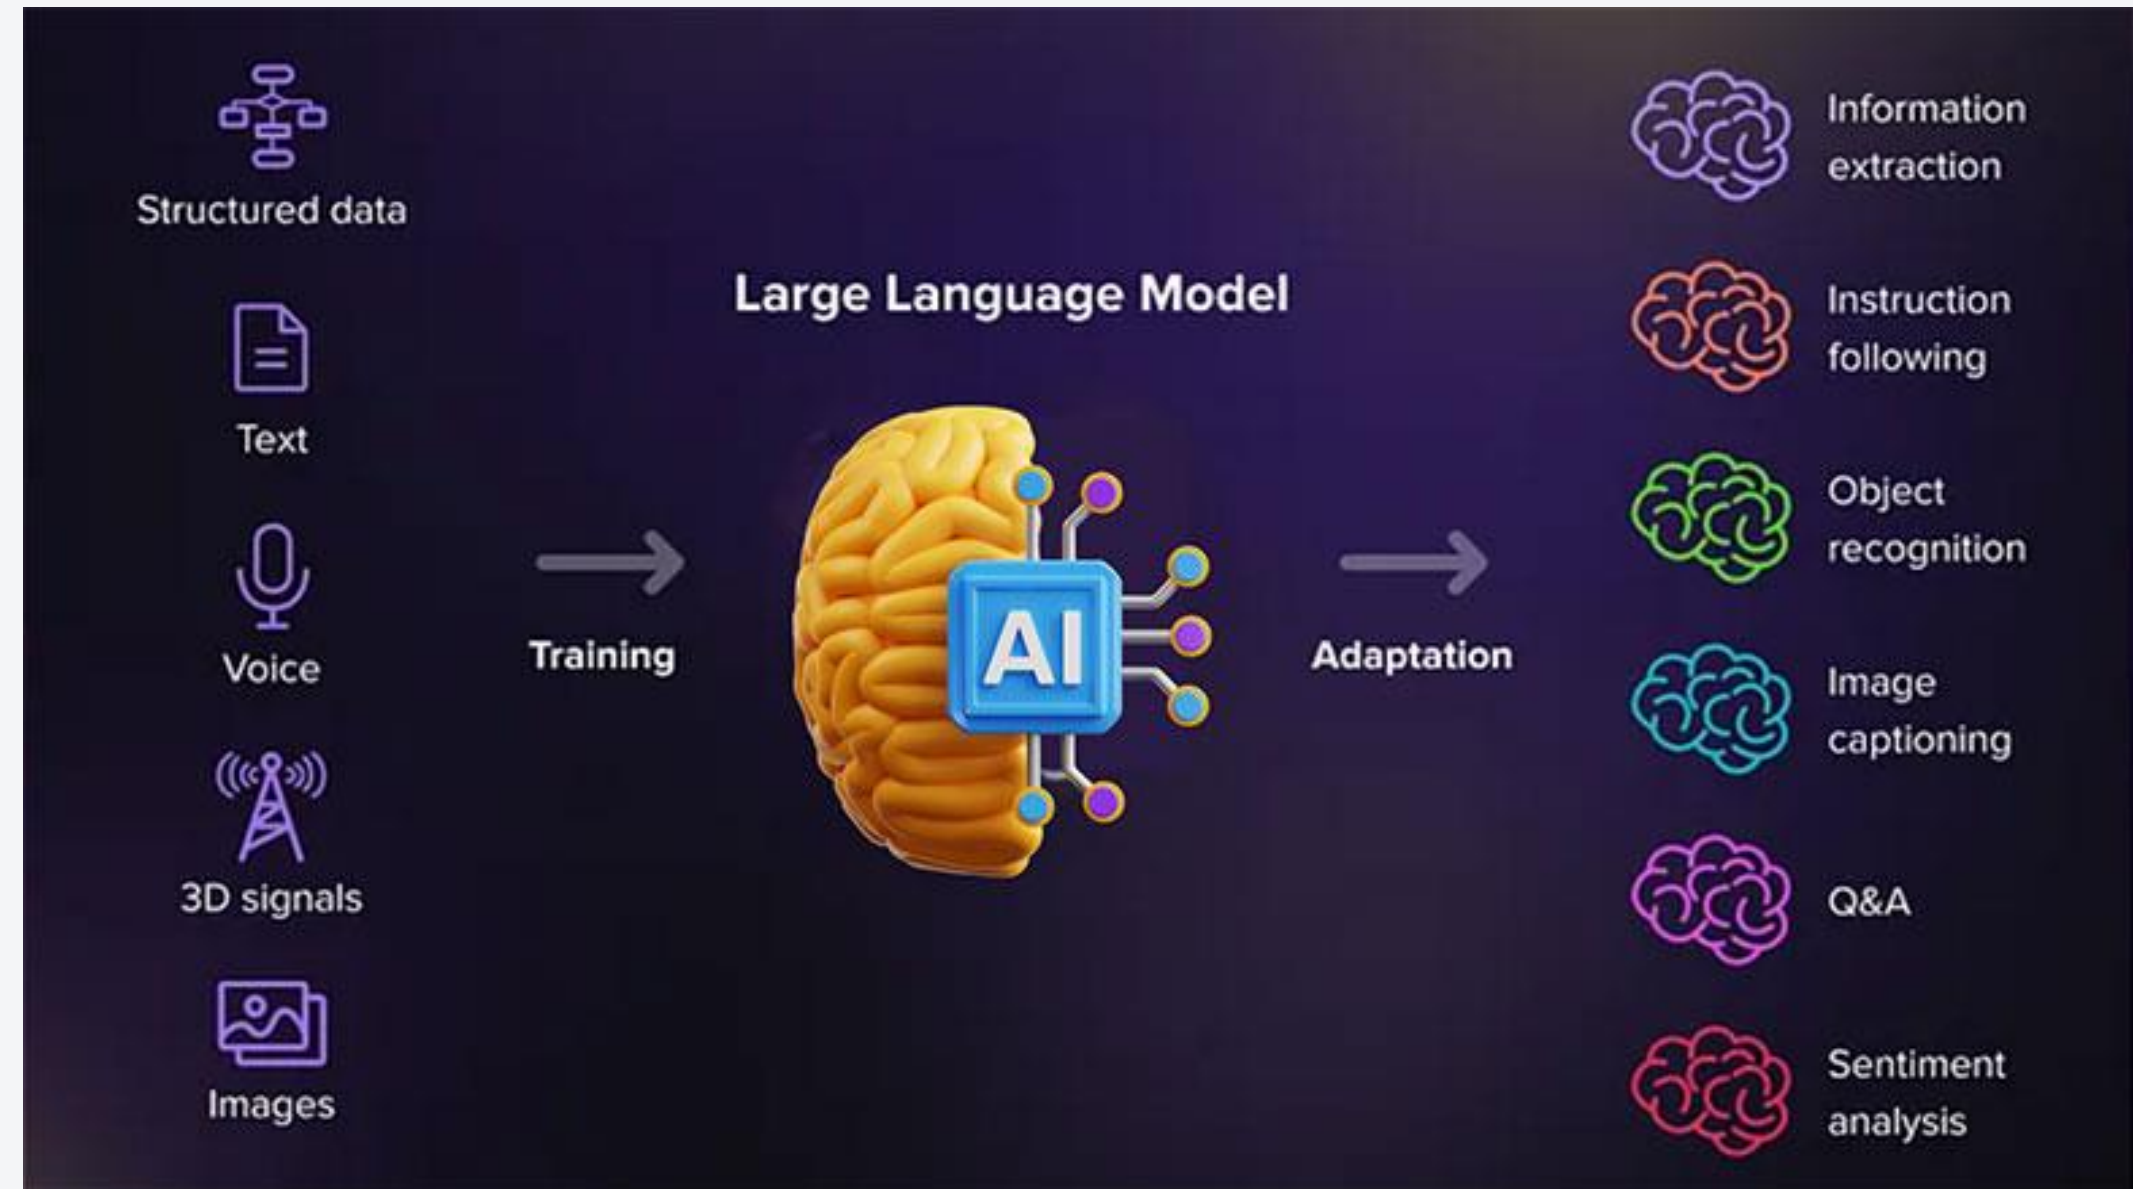 Structured data
Text
Voice
3D signals
Images
Training
Large Language Model
AI
Adaptation
Information
extraction
Instruction
following
Object
recognition
Image
captioning
Q&A
Sentiment
analysis